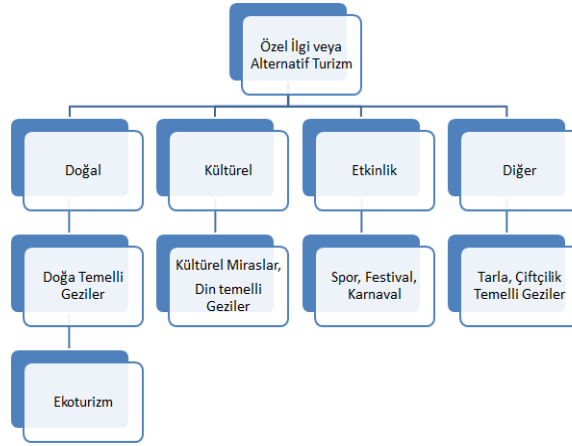 Özel İlgi veya
Alternatif Turizm
Doğal
Kültürel
Etkinlik
Diğer
Doğa Temelli
Geziler
Kültürel Miraslar,
Din temelli
Geziler
Spor, Festival,
Karnaval
Tarla, Çiftçilik
Temelli Geziler
Ekoturizm